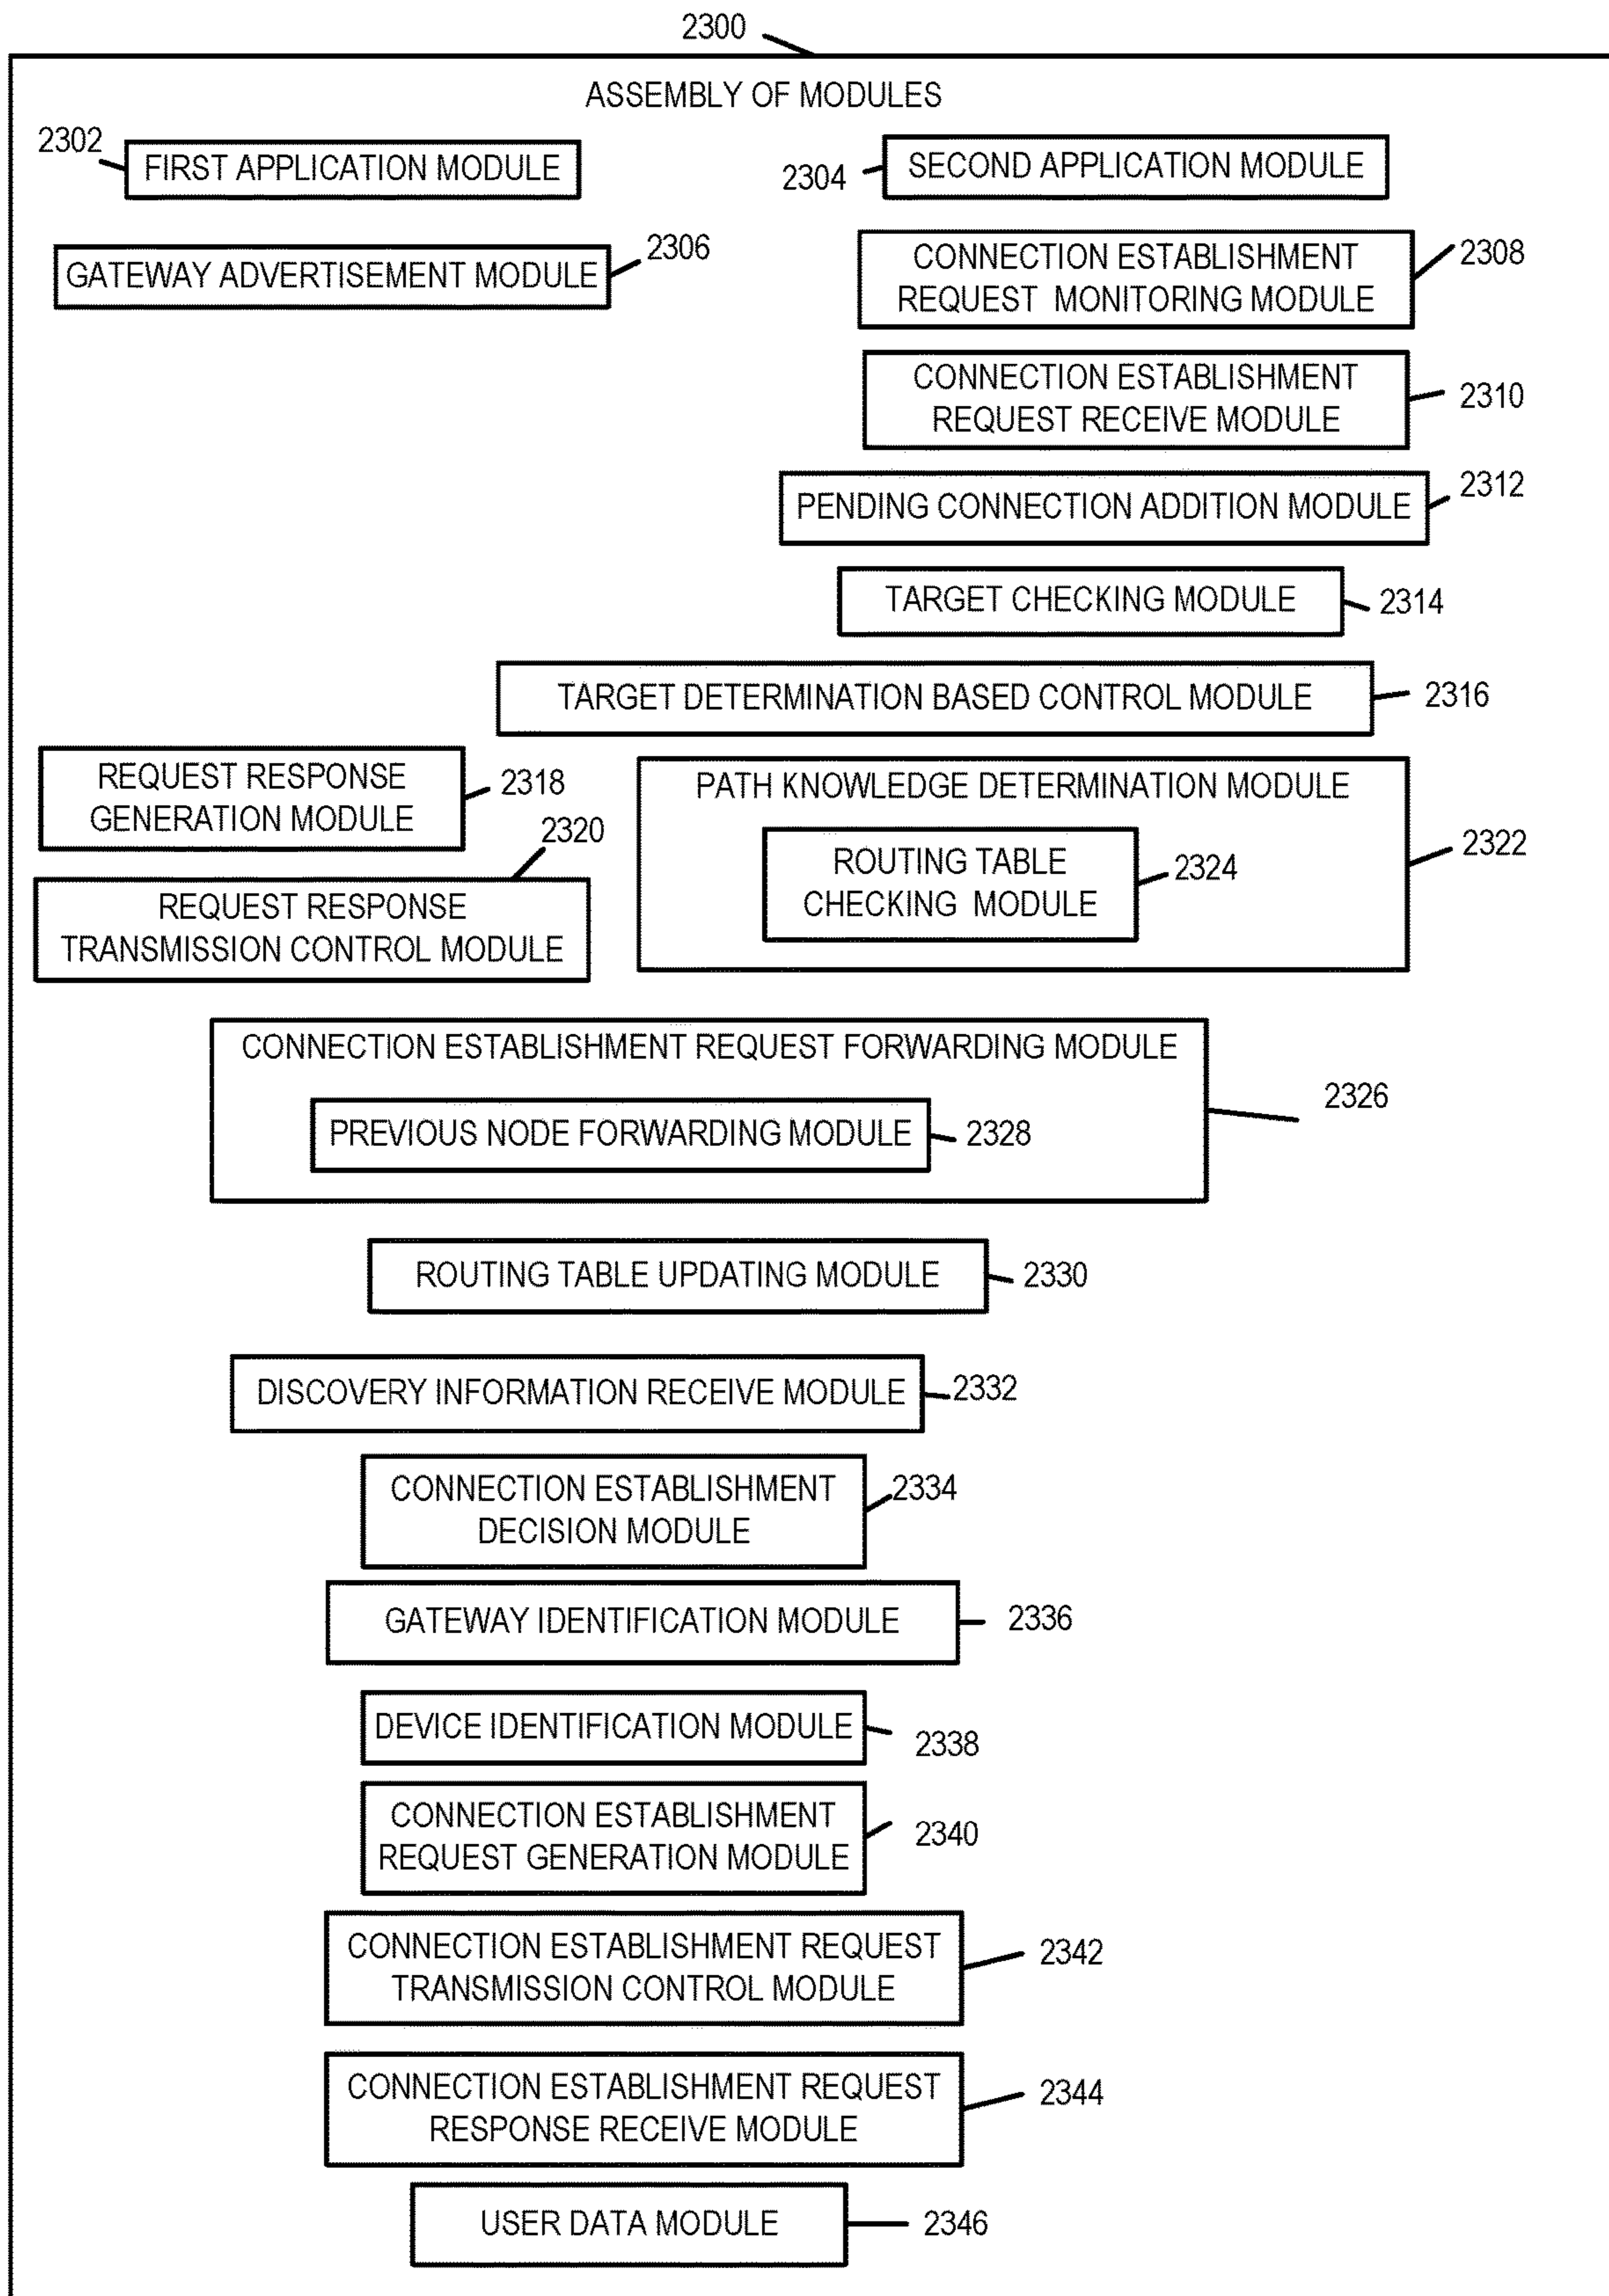 2300
ASSEMBLY OF MODULES
2302
FIRST APPLICATION MODULE
2304
SECOND APPLICATION MODULE
GATEWAY ADVERTISEMENT MODULE
2306
CONNECTION ESTABLISHMENT
REQUEST MONITORING MODULE
2308
CONNECTION ESTABLISHMENT
REQUEST RECEIVE MODULE
2310
PENDING CONNECTION ADDITION MODULE
2312
TARGET CHECKING MODULE
2314
TARGET DETERMINATION BASED CONTROL MODULE
2316
REQUEST RESPONSE
GENERATION MODULE
2318
2320
REQUEST RESPONSE
TRANSMISSION CONTROL MODULE
PATH KNOWLEDGE DETERMINATION MODULE
2322
ROUTING TABLE
CHECKING MODULE
2324
CONNECTION ESTABLISHMENT REQUEST FORWARDING MODULE
2326
PREVIOUS NODE FORWARDING MODULE
2328
ROUTING TABLE UPDATING MODULE
2330
DISCOVERY INFORMATION RECEIVE MODULE
2332
CONNECTION ESTABLISHMENT
DECISION MODULE
2334
GATEWAY IDENTIFICATION MODULE
2336
DEVICE IDENTIFICATION MODULE
2338
CONNECTION ESTABLISHMENT
REQUEST GENERATION MODULE
2340
CONNECTION ESTABLISHMENT REQUEST
TRANSMISSION CONTROL MODULE
2342
CONNECTION ESTABLISHMENT REQUEST
RESPONSE RECEIVE MODULE
2344
USER DATA MODULE
2346